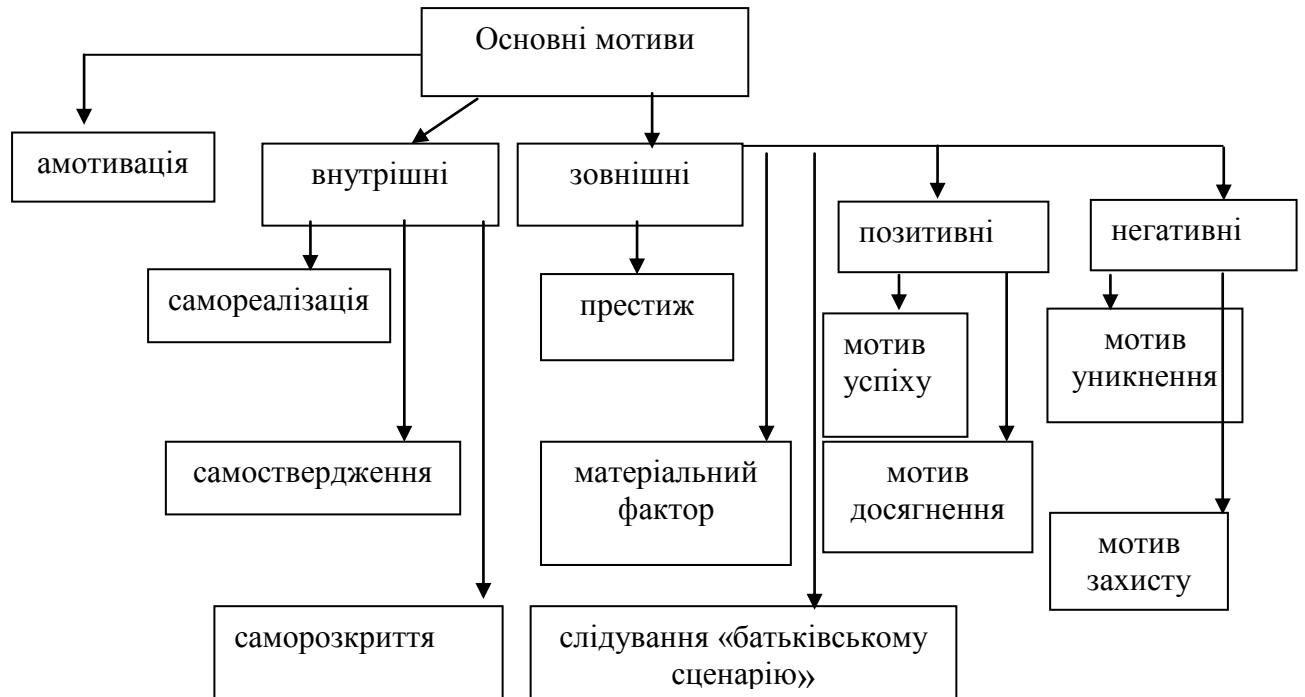 Основні мотиви
амотивація
внутрішні
зовнішні
позитивні
негативні
самореалізація
престиж
мотив
успіху
мотив
уникнення
самоствердження
матеріальний
фактор
мотив
досягнення
мотив
захисту
саморозкриття
слідування «батьківському
сценарію»